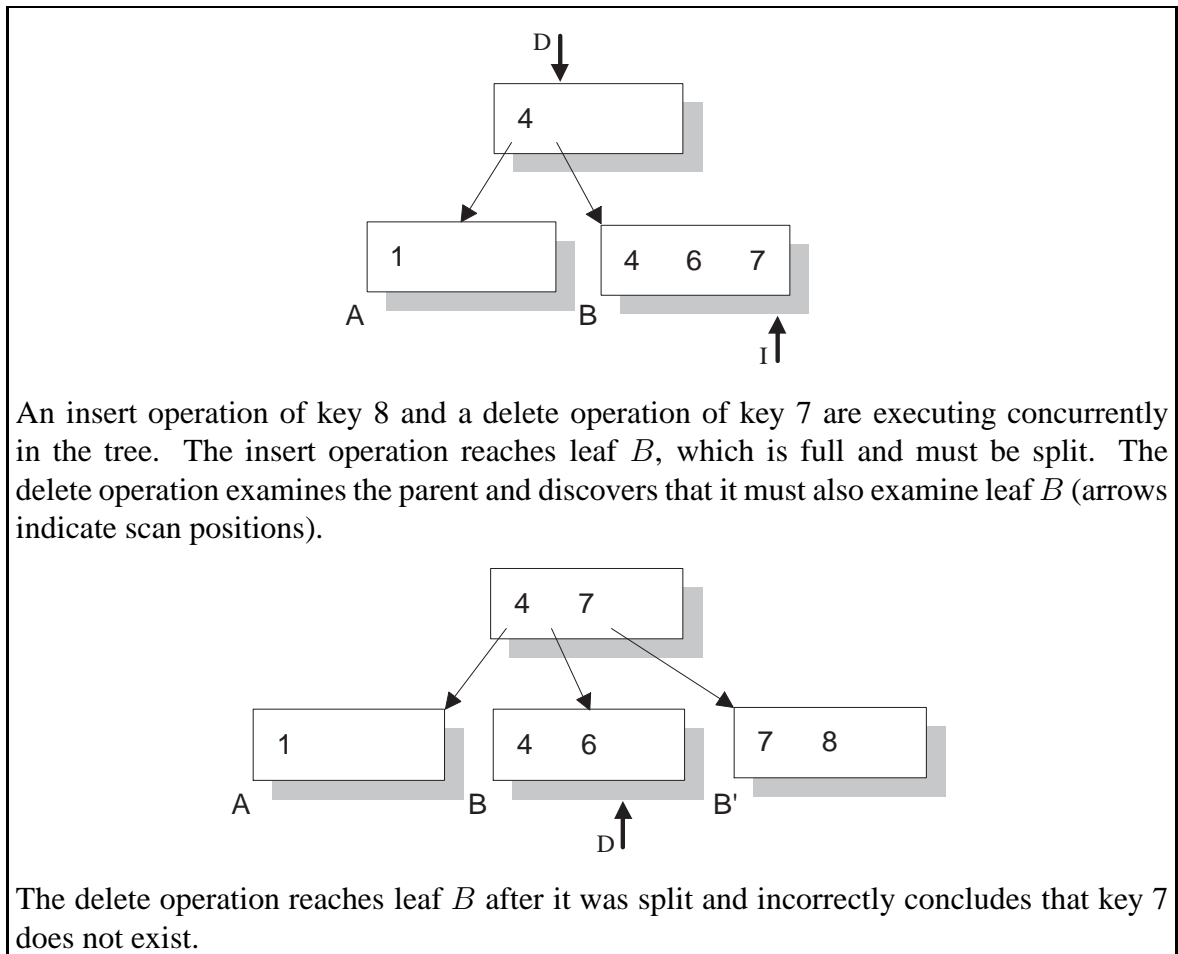 D
4
1
4 6 7
A
B
I
An insert operation of key 8 and a delete operation of key 7 are executing concurrently
in the tree. The insert operation reaches leaf B, which is full and must be split. The
delete operation examines the parent and discovers that it must also examine leaf B (arrows
indicate scan positions).
4 7
1
4 6
7 8
A
B
B'
D
The delete operation reaches leaf B after it was split and incorrectly concludes that key 7
does not exist.